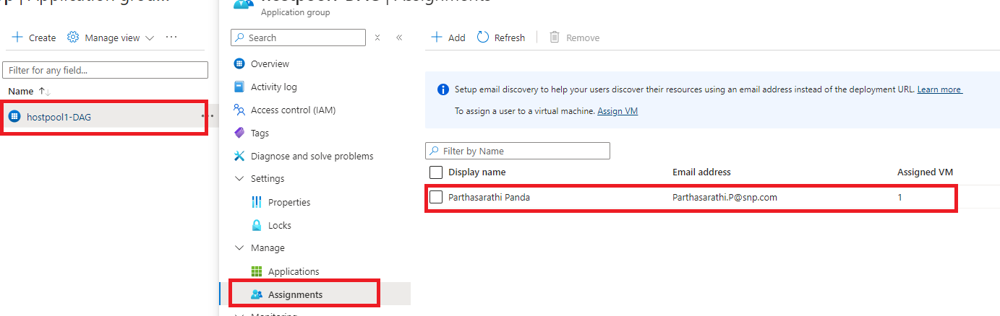 Application group
Create
Manage view
Filter for any field...
Name
hostpool1-DAG
Search
Overview
Activity log
Access control (IAM)
Tags
Diagnose and solve problems
Settings
Properties
Locks
Manage
Applications
Assignments
Add
Refresh
Remove
Setup email discovery to help your users discover their resources using an email address instead of the deployment URL. Learn more
To assign a user to a virtual machine. Assign VM
Filter by Name
Display name Email address Assigned VM
Parthasarathi Panda Parthasarathi.P@snp.com 1